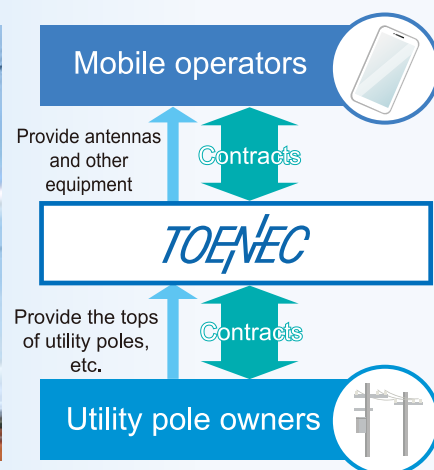 Mobile operators
Provide antennas
and other
equipment
Contracts
TOENEC
Provide the tops
of utility poles,
etc.
Contracts
Utility pole owners